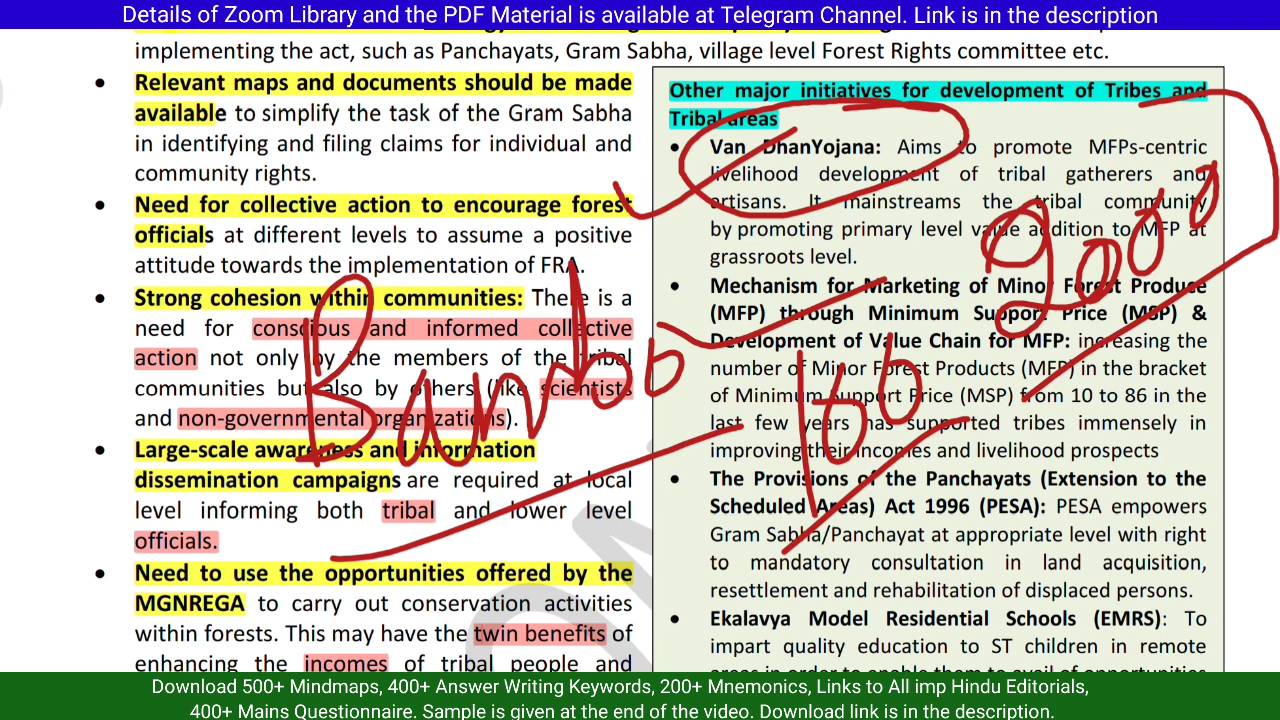 Details of Zoom Library and the PDF Material is available at Telegram Channel. Link is in the description
implementing the act, such as Panchayats, Gram Sabha, village level Forest Rights committee etc.
• Relevant maps and documents should be made
available to simplify the task of the Gram Sabha
in identifying and filing claims for individual and
community rights.
• Need for collective action to encourage forest
officials at different levels to assume a positive
attitude towards the implementation of FRA.
• Strong cohesion within communities: There is a
need for conscious and informed collective
action not only by the members of the tribal
communities but also by others (like scientists
and non-governmental organizations).
• Large-scale awareness and information
dissemination campaigns are required at local
level informing both tribal and lower level
officials.
• Need to use the opportunities offered by the
MGNREGA to carry out conservation activities
within forests. This may have the twin benefits of
enhancing the incomes of tribal people and
Other major initiatives for development of Tribes and
Tribal areas
• Van DhanYojana: Aims to promote MFPs-centric
livelihood development of tribal gatherers and
artisans. It mainstreams the tribal community
by promoting primary level value addition to MFP at
grassroots level.
• Mechanism for Marketing of Minor Forest Produce
(MFP) through Minimum Support Price (MSP) &
Development of Value Chain for MFP: increasing the
number of Minor Forest Products (MFP) in the bracket
of Minimum Support Price (MSP) from 10 to 86 in the
last few years has supported tribes immensely in
improving their incomes and livelihood prospects
• The Provisions of the Panchayats (Extension to the
Scheduled Areas) Act 1996 (PESA): PESA empowers
Gram Sabha/Panchayat at appropriate level with right
to mandatory consultation in land acquisition,
resettlement and rehabilitation of displaced persons.
• Ekalavya Model Residential Schools (EMRS): To
impart quality education to ST children in remote
areas in order to enable them to avail of opportunities
Download 500+ Mindmaps, 400+ Answer Writing Keywords, 200+ Mnemonics, Links to All imp Hindu Editorials,
400+ Mains Questionnaire. Sample is given at the end of the video. Download link is in the description.